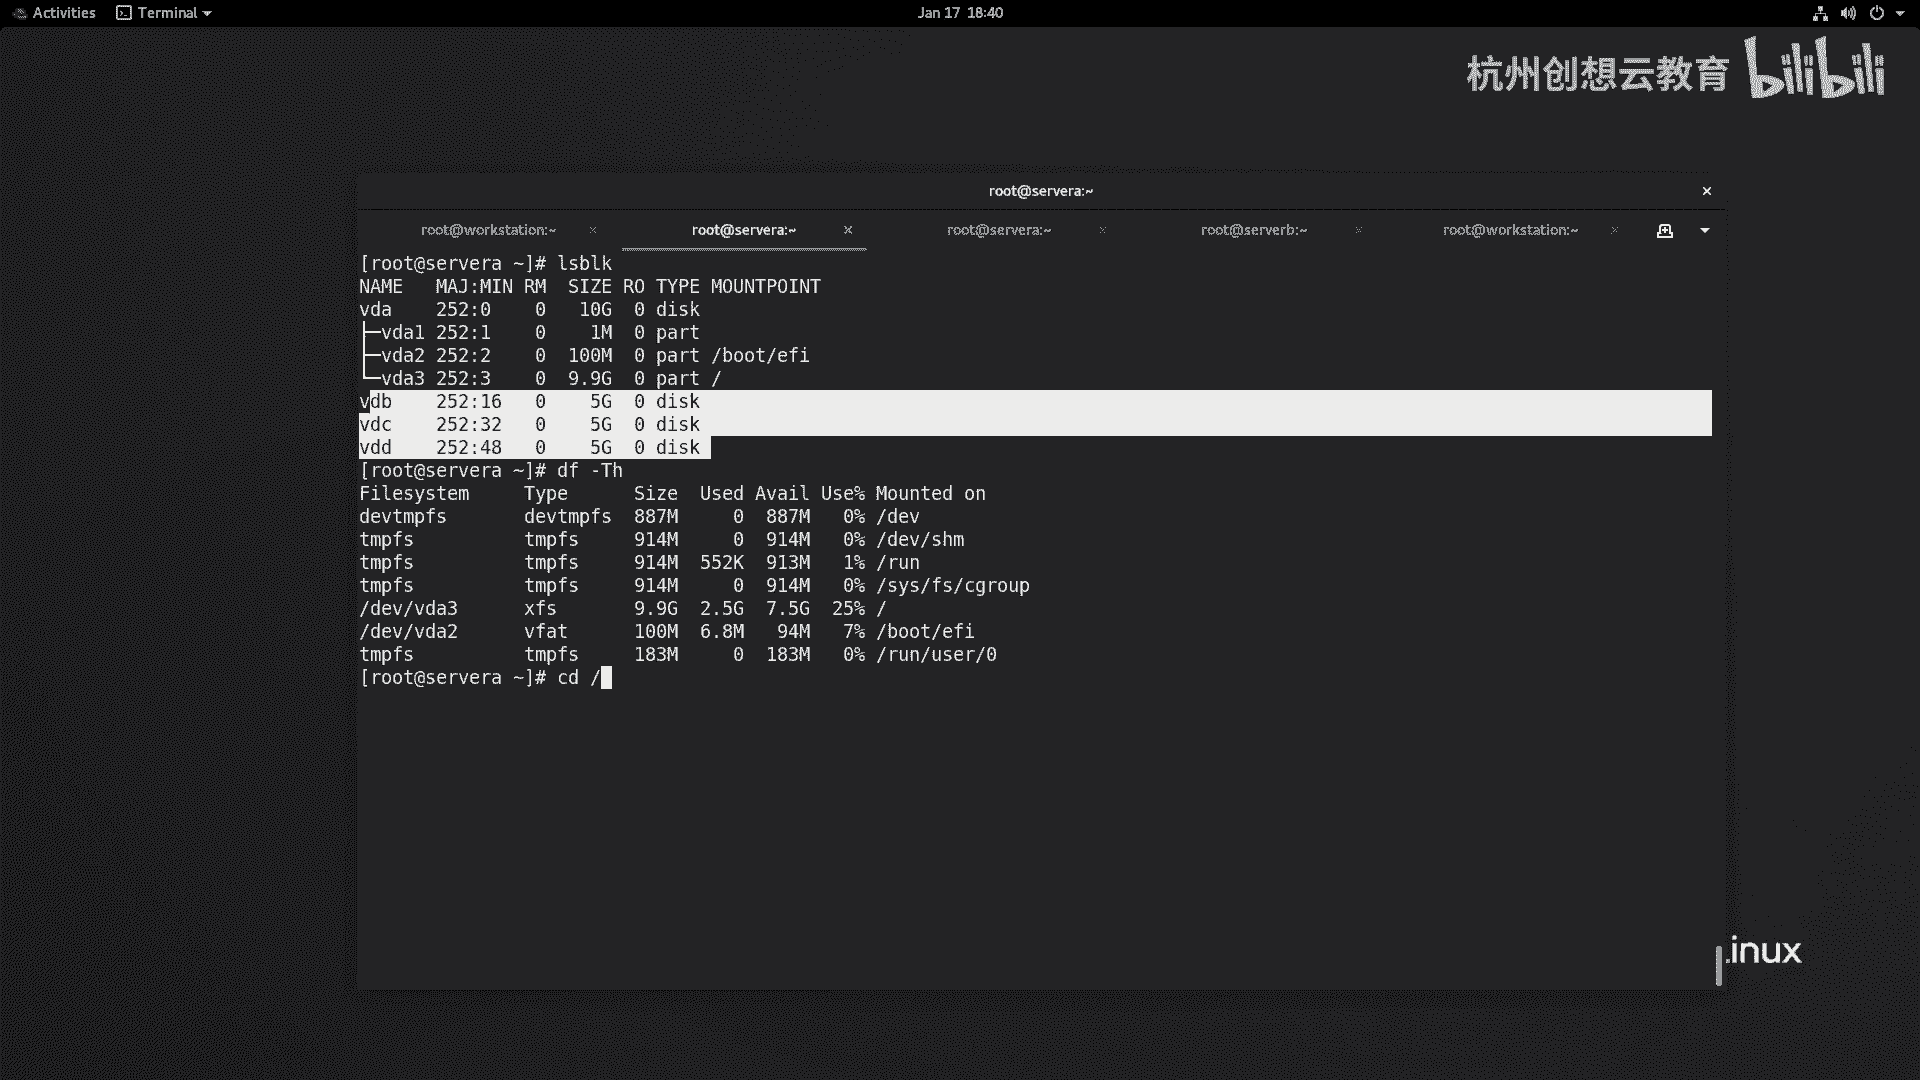 Activities Terminal Jan 17 18:40
杭州创想云教育 bilibili
root@servera:~
root@workstation:~ root@servera:~ root@servera:~ root@serverb:~ root@workstation:~
[root@servera ~]# lsblk
NAME   MAJ:MIN RM  SIZE RO TYPE MOUNTPOINT
vda    252:0    0   10G  0 disk
├─vda1 252:1    0    1M  0 part
├─vda2 252:2    0  100M  0 part /boot/efi
└─vda3 252:3    0  9.9G  0 part /
vdb    252:16   0    5G  0 disk
vdc    252:32   0    5G  0 disk
vdd    252:48   0    5G  0 disk
[root@servera ~]# df -Th
Filesystem     Type      Size  Used Avail Use% Mounted on
devtmpfs       devtmpfs  887M     0  887M   0% /dev
tmpfs          tmpfs     914M     0  914M   0% /dev/shm
tmpfs          tmpfs     914M  552K  913M   1% /run
tmpfs          tmpfs     914M     0  914M   0% /sys/fs/cgroup
/dev/vda3      xfs       9.9G  2.5G  7.5G  25% /
/dev/vda2      vfat      100M  6.8M   94M   7% /boot/efi
tmpfs          tmpfs     183M     0  183M   0% /run/user/0
[root@servera ~]# cd /
inux